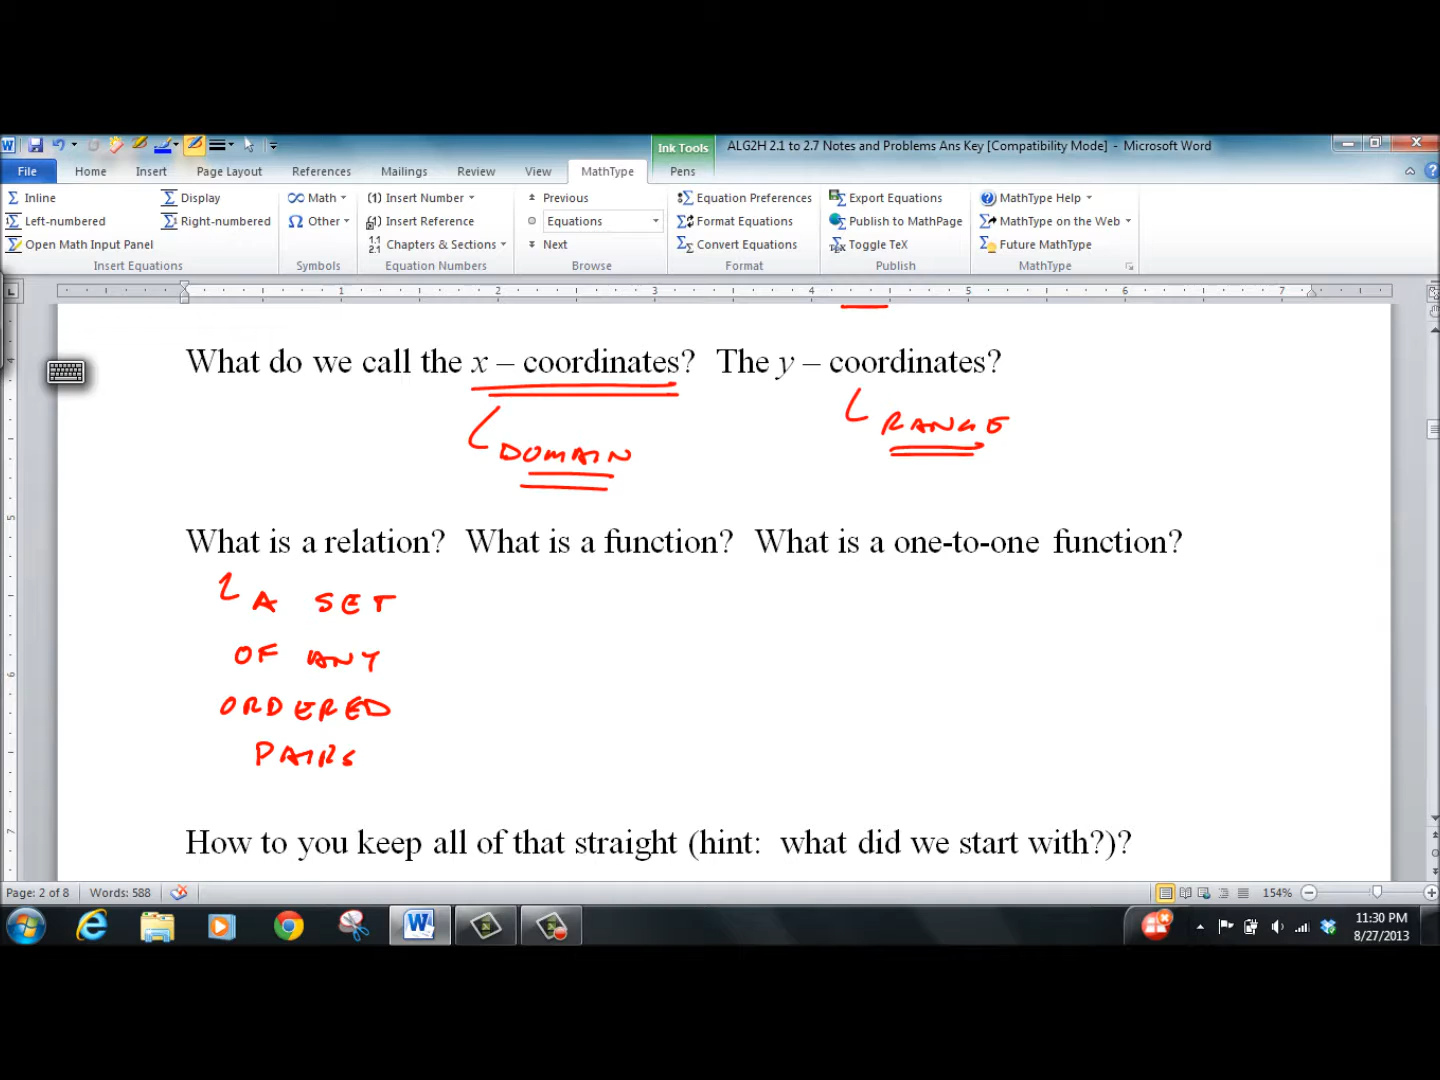 Ink Tools
ALG2H 2.1 to 2.7 Notes and Problems Ans Key [Compatibility Mode] - Microsoft Word
File Home Insert Page Layout References Mailings Review View MathType Pens
Inline Display Math Insert Number Previous Equation Preferences Export Equations MathType Help
Left-numbered Right-numbered Other Insert Reference Equations Format Equations Publish to MathPage MathType on the Web
Open Math Input Panel Chapters & Sections Next Convert Equations Toggle TeX Future MathType
Insert Equations Symbols Equation Numbers Browse Format Publish MathType
1 2 3 4 5 6 7
What do we call the x – coordinates? The y – coordinates?
RANGE
DOMAIN
What is a relation? What is a function? What is a one-to-one function?
A SET
OF ANY
ORDERED
PAIRS
How to you keep all of that straight (hint: what did we start with?)?
Page: 2 of 8 Words: 588 154%
11:30 PM
8/27/2013